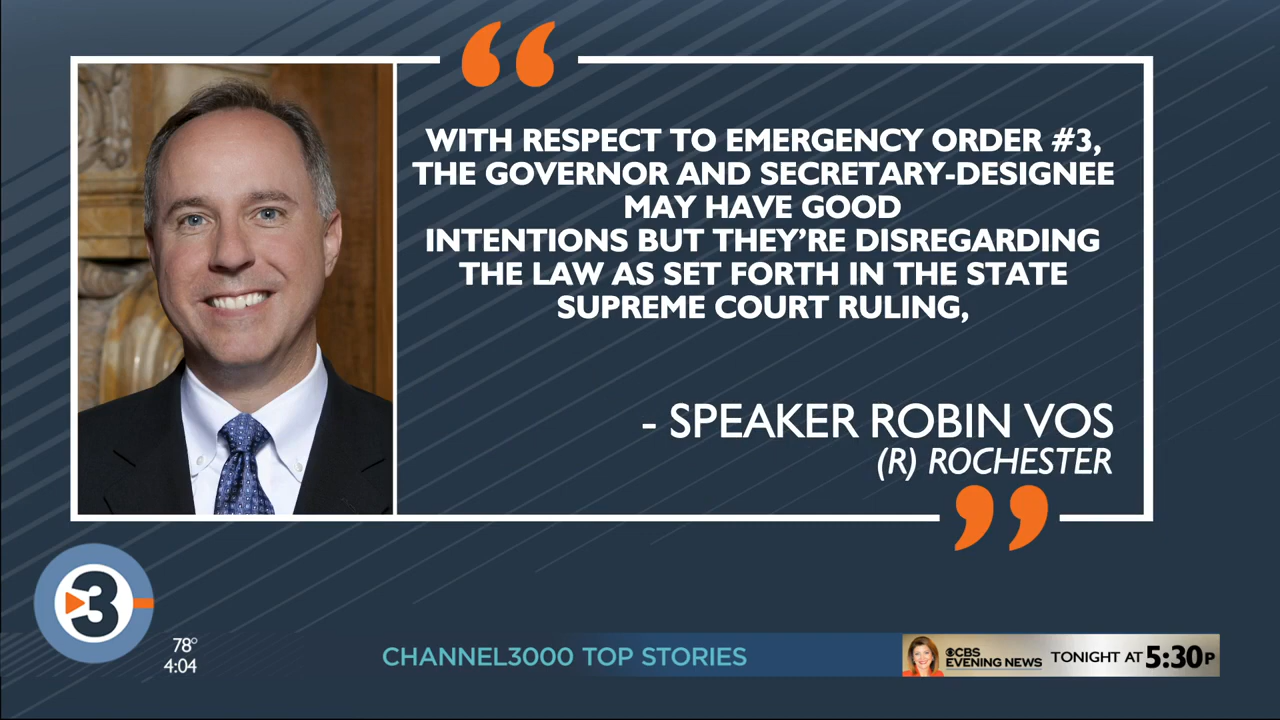 WITH RESPECT TO EMERGENCY ORDER #3,
THE GOVERNOR AND SECRETARY-DESIGNEE
MAY HAVE GOOD
INTENTIONS BUT THEY'RE DISREGARDING
THE LAW AS SET FORTH IN THE STATE
SUPREME COURT RULING,
- SPEAKER ROBIN VOS
(R) ROCHESTER
3
78°
4:04
CHANNEL3000 TOP STORIES
CBS
EVENING NEWS
TONIGHT AT 5:30P